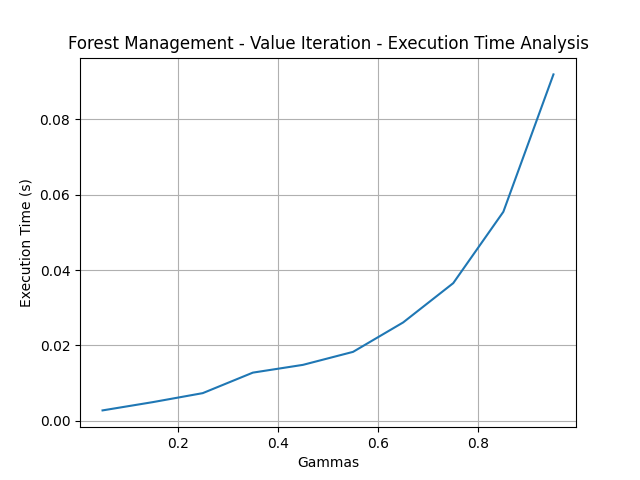 Forest Management - Value Iteration - Execution Time Analysis
Execution Time (s)
0.08
0.06
0.04
0.02
0.00
0.2 0.4 0.6 0.8
Gammas